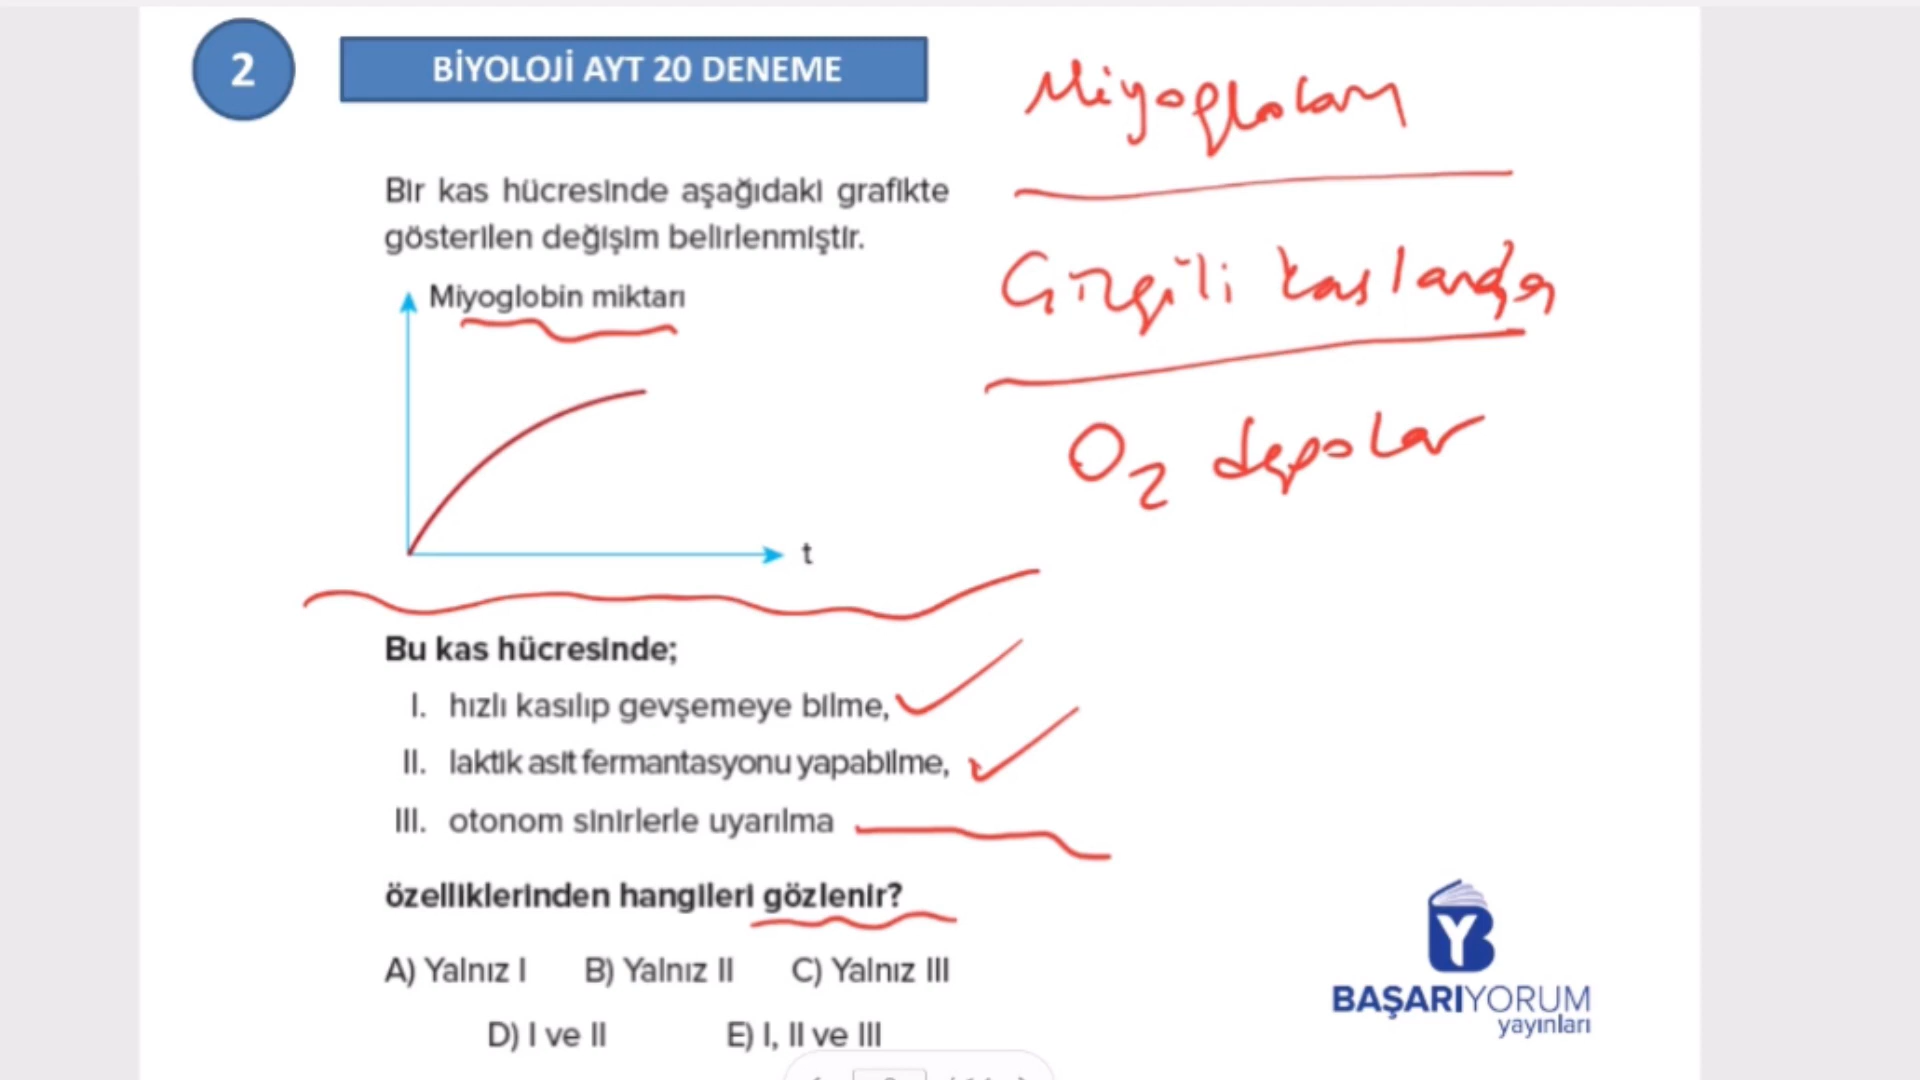 2
BİYOLOJİ AYT 20 DENEME
Bir kas hücresinde aşağıdaki grafikte
gösterilen değişim belirlenmiştir.
Miyoglobin miktarı
t
Bu kas hücresinde;
I. hızlı kasılıp gevşemeye bilme,
II. laktik asit fermantasyonu yapabilme,
III. otonom sinirlerle uyarılma
özelliklerinden hangileri gözlenir?
A) Yalnız I B) Yalnız II C) Yalnız III
D) I ve II E) I, II ve III
Çizgili kaslarda
O2 depolar
BAŞARIYORUM
yayınları